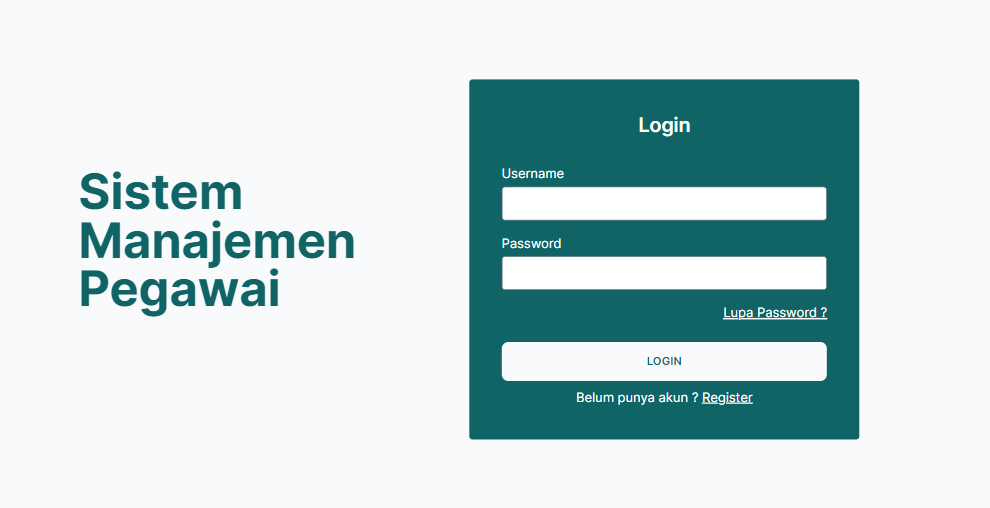 Sistem
Manajemen
Pegawai
Login
Username
Password
Lupa Password ?
LOGIN
Belum punya akun ? Register